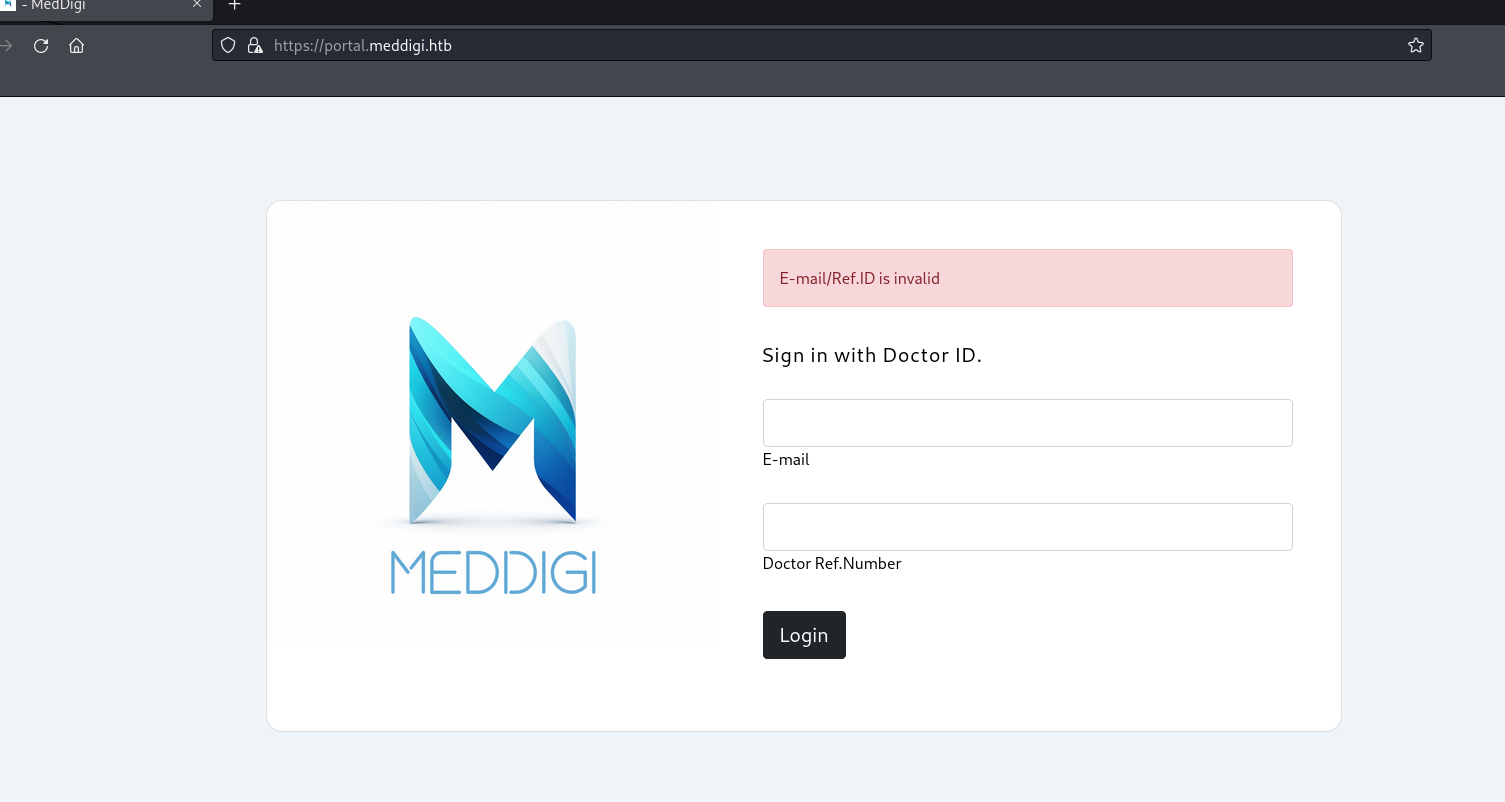 - MedDigi
https://portal.meddigi.htb
E-mail/Ref.ID is invalid
Sign in with Doctor ID.
E-mail
Doctor Ref.Number
Login
MEDDIGI